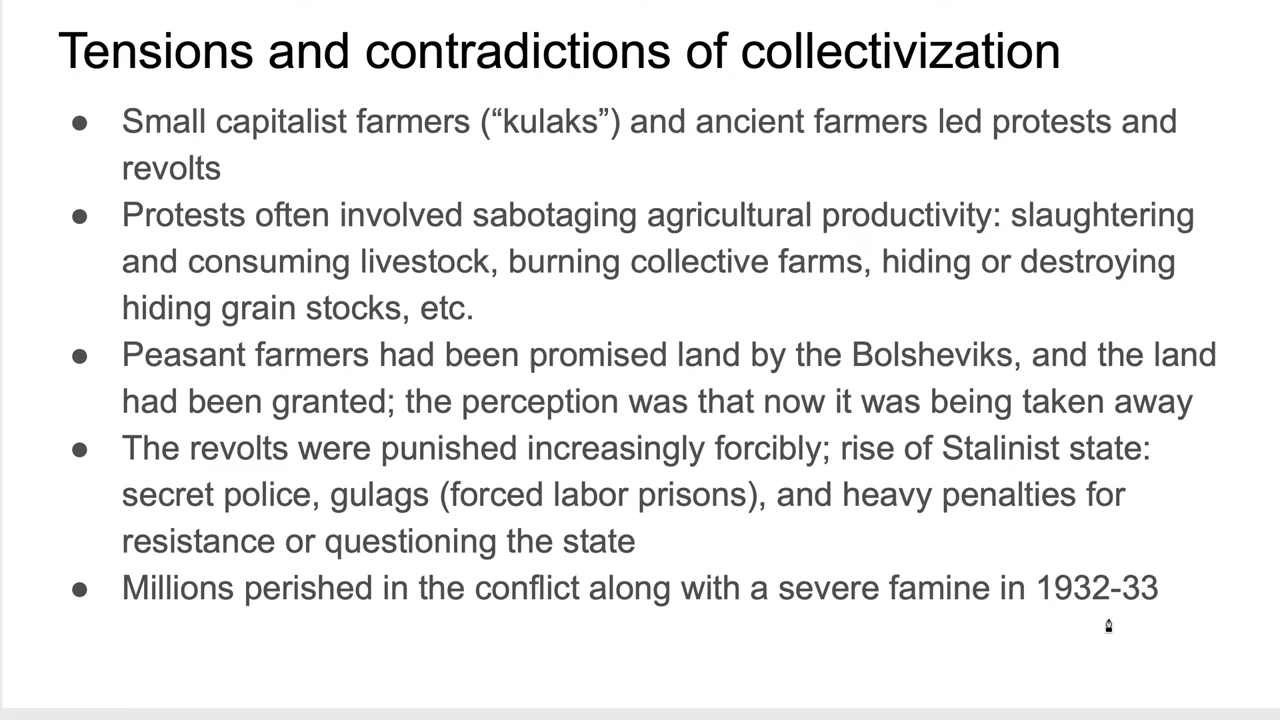 Tensions and contradictions of collectivization
● Small capitalist farmers (“kulaks”) and ancient farmers led protests and
revolts
● Protests often involved sabotaging agricultural productivity: slaughtering
and consuming livestock, burning collective farms, hiding or destroying
hiding grain stocks, etc.
● Peasant farmers had been promised land by the Bolsheviks, and the land
had been granted; the perception was that now it was being taken away
● The revolts were punished increasingly forcibly; rise of Stalinist state:
secret police, gulags (forced labor prisons), and heavy penalties for
resistance or questioning the state
● Millions perished in the conflict along with a severe famine in 1932-33